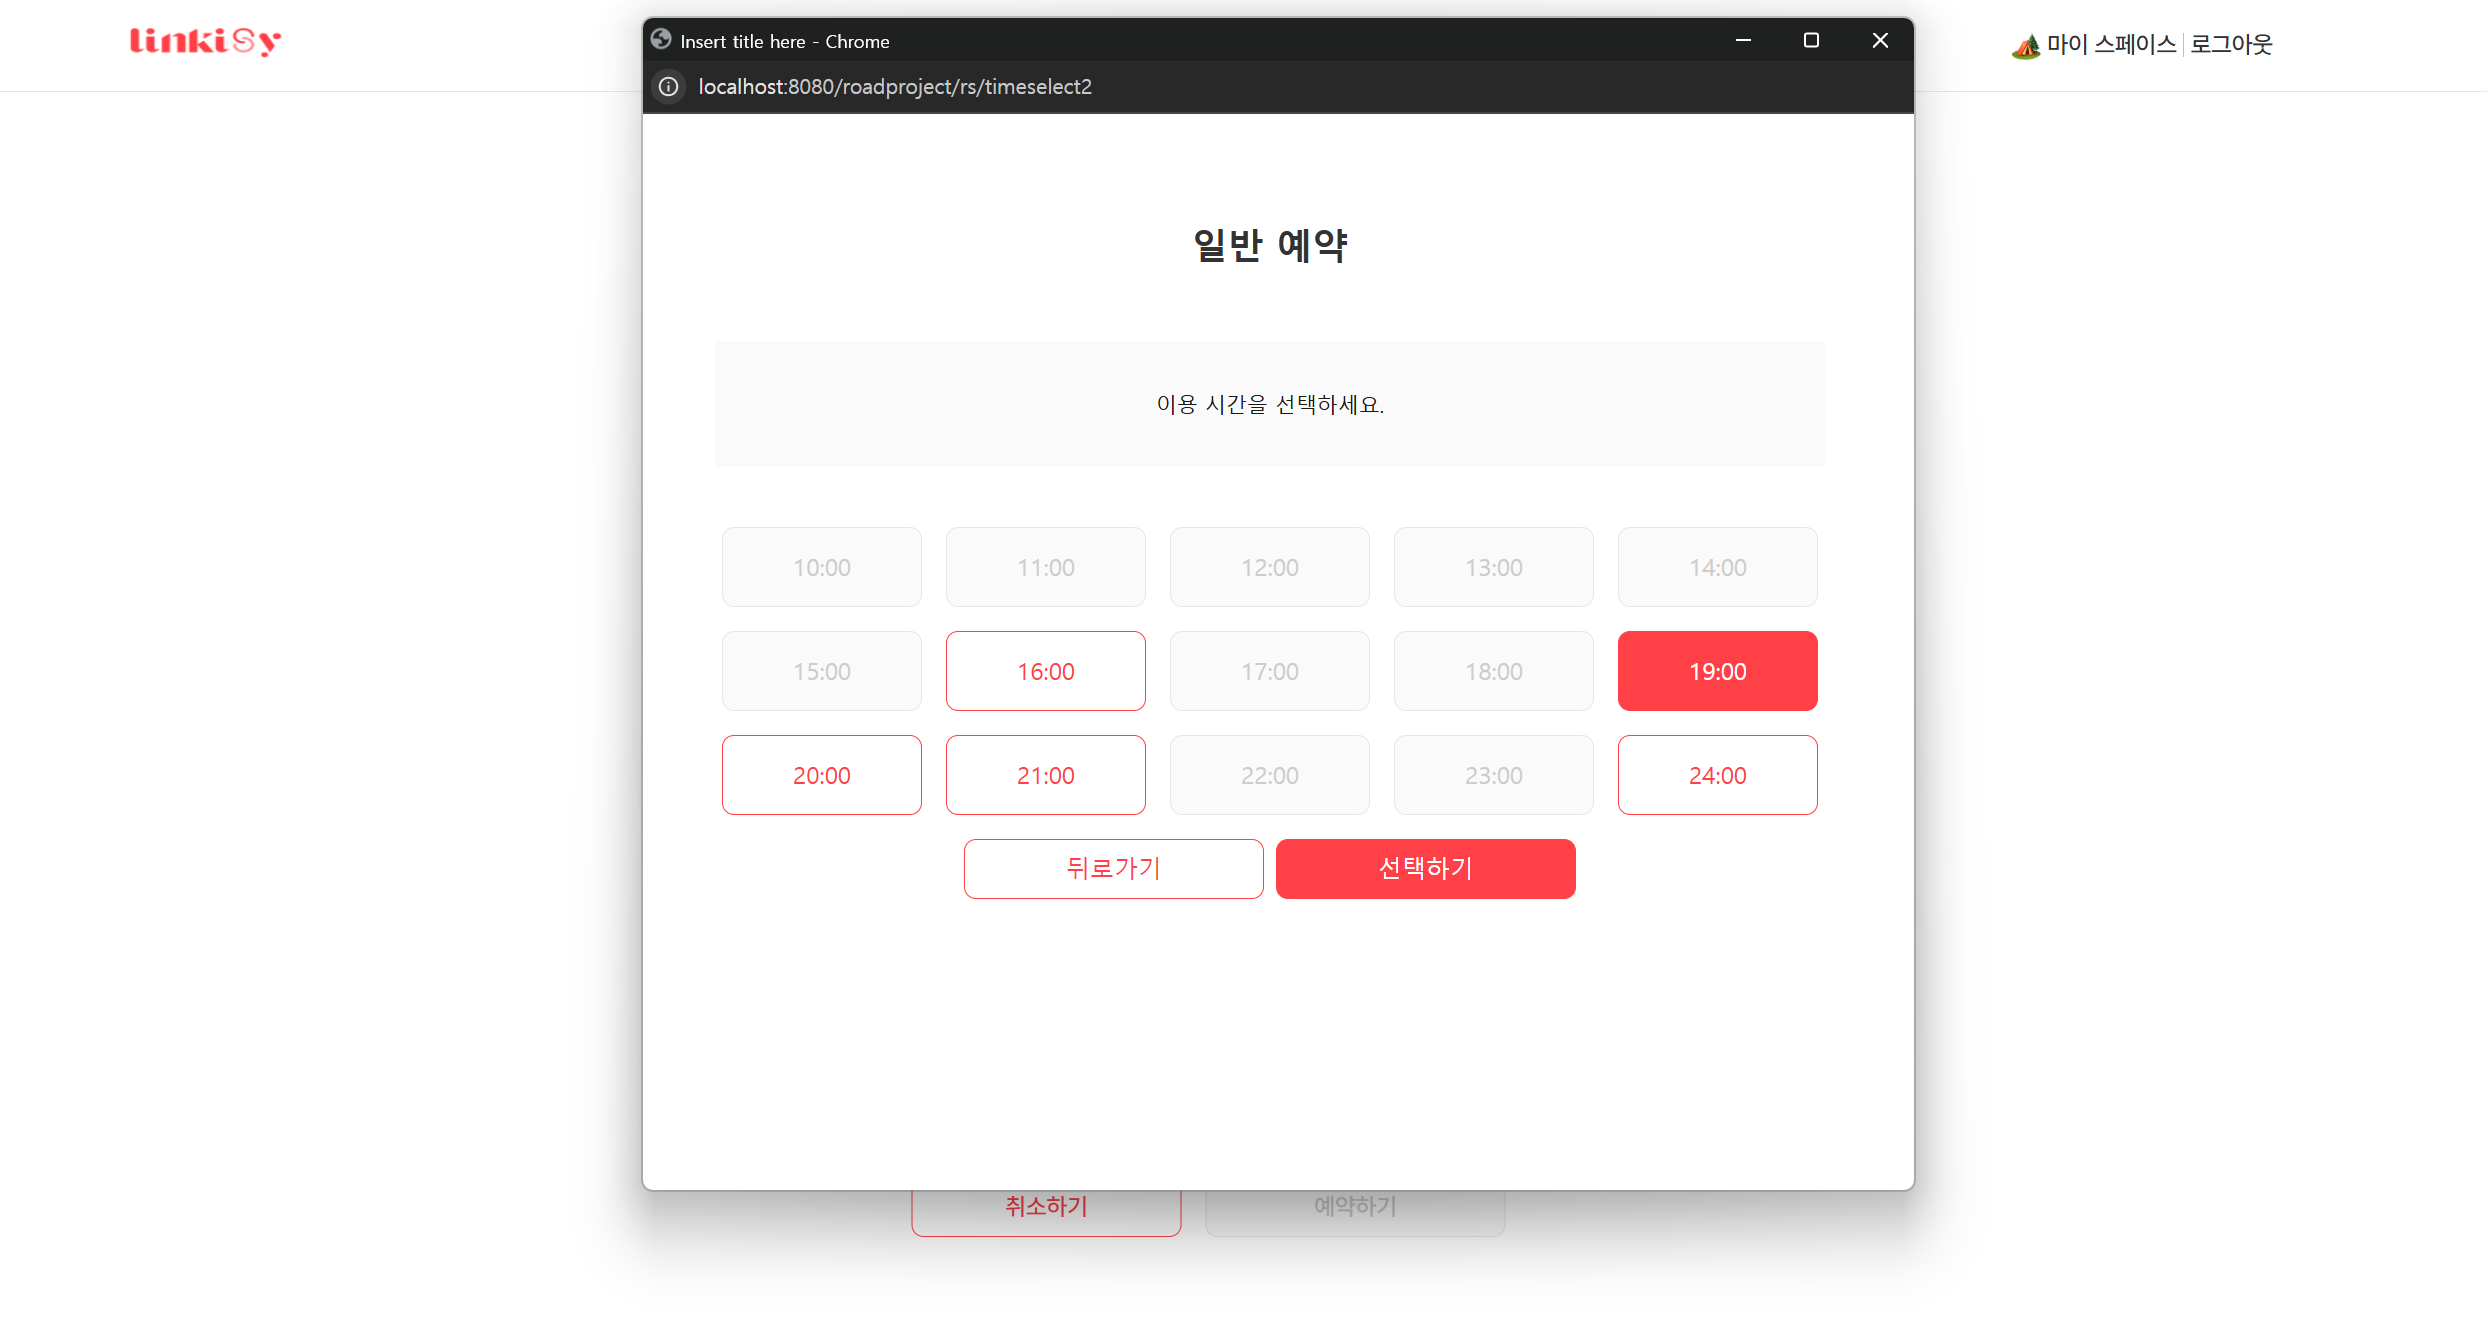 linkisy
마이 스페이스 | 로그아웃
Insert title here - Chrome
localhost:8080/roadproject/rs/timeselect2
일반 예약
이용 시간을 선택하세요.
10:00 11:00 12:00 13:00 14:00
15:00 16:00 17:00 18:00 19:00
20:00 21:00 22:00 23:00 24:00
뒤로가기 선택하기
취소하기 예약하기